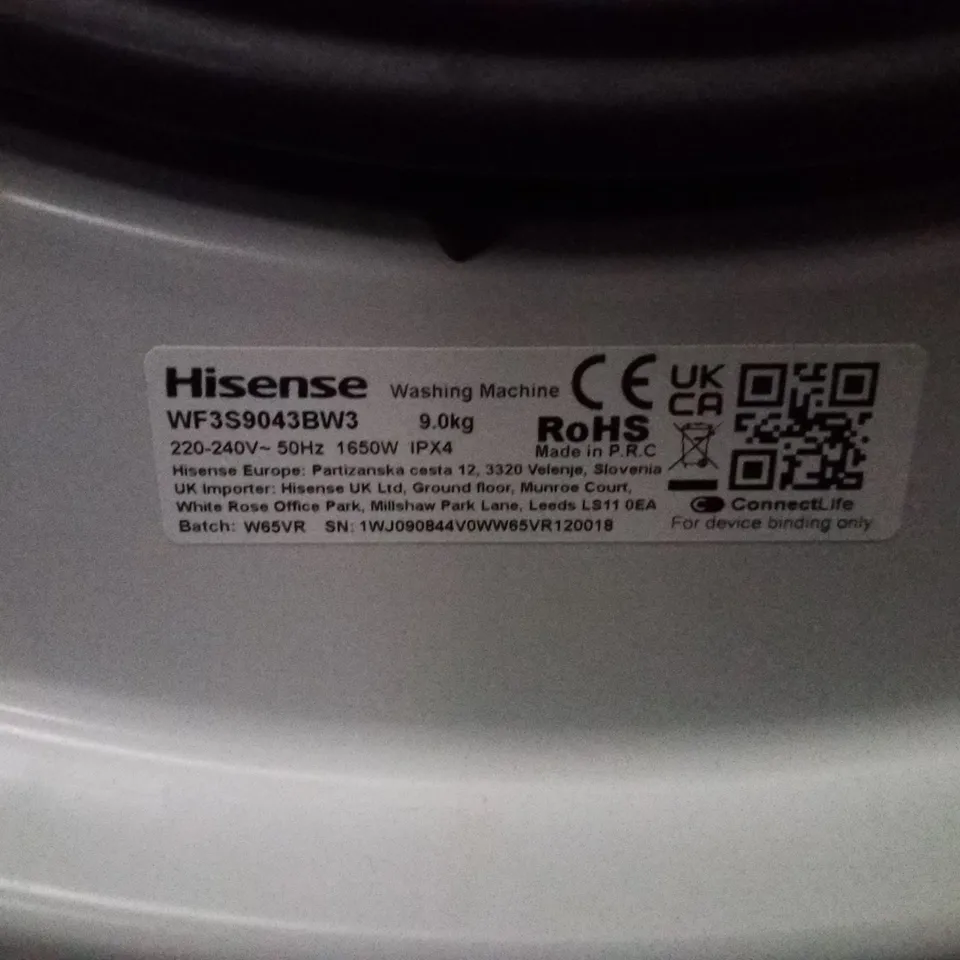 Hisense Washing Machine CE UK
CA
WF3S9043BW3 9.0kg RoHS
220-240V~ 50Hz 1650W IPX4 Made in P.R.C
Hisense Europe: Partizanska cesta 12, 3320 Velenje, Slovenia
UK Importer: Hisense UK Ltd, Ground floor, Munroe Court,
White Rose Office Park, Millshaw Park Lane, Leeds LS11 0EA ConnectLife
Batch: W65VR SN: 1WJ090844V0WW65VR120018 For device binding only